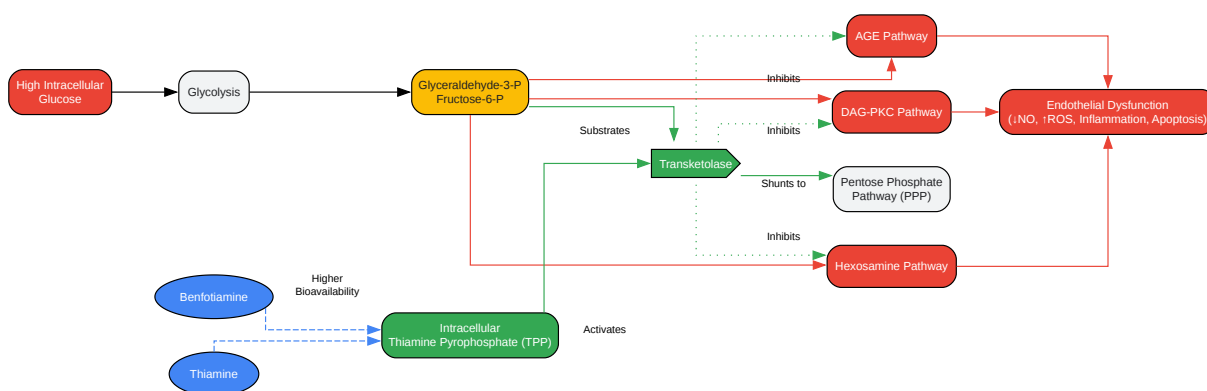 AGE Pathway
High Intracellular
Glucose
Glycolysis
Glyceraldehyde-3-P
Fructose-6-P
Inhibits
DAG-PKC Pathway
Endothelial Dysfunction
(↓NO, ↑ROS, Inflammation, Apoptosis)
Substrates
Inhibits
Transketolase
Shunts to
Pentose Phosphate
Pathway (PPP)
Inhibits
Hexosamine Pathway
Benfotiamine
Higher
Bioavailability
Intracellular
Thiamine Pyrophosphate (TPP)
Activates
Thiamine